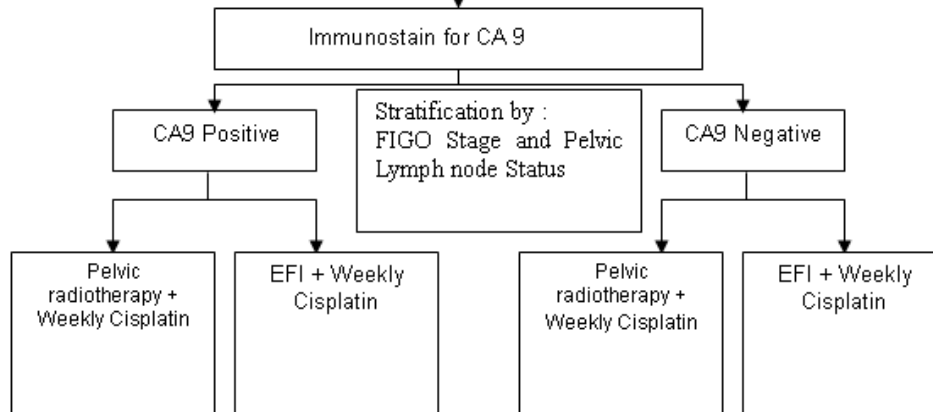 Immunostain for CA 9
Stratification by :
FIGO Stage and Pelvic
Lymph node Status
CA9 Positive
CA9 Negative
Pelvic
radiotherapy +
Weekly Cisplatin
EFI + Weekly
Cisplatin
Pelvic
radiotherapy +
Weekly Cisplatin
EFI + Weekly
Cisplatin